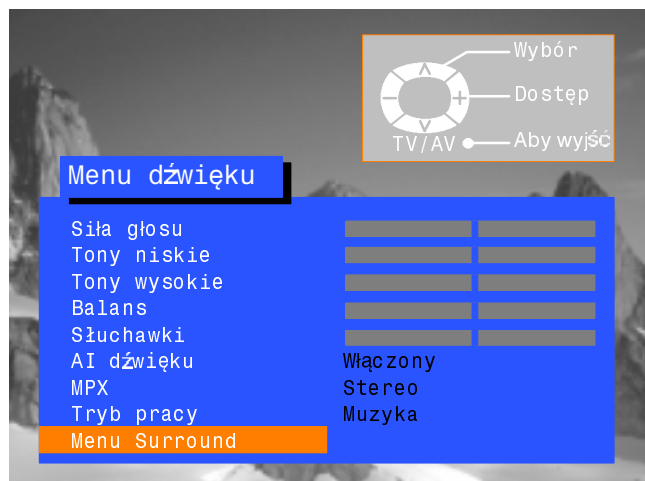 Wybór
Dostęp
TV/AV Aby wyjść
Menu dźwięku
Siła głosu
Tony niskie
Tony wysokie
Balans
Słuchawki
AI dźwięku Włączony
MPX Stereo
Tryb pracy Muzyka
Menu Surround